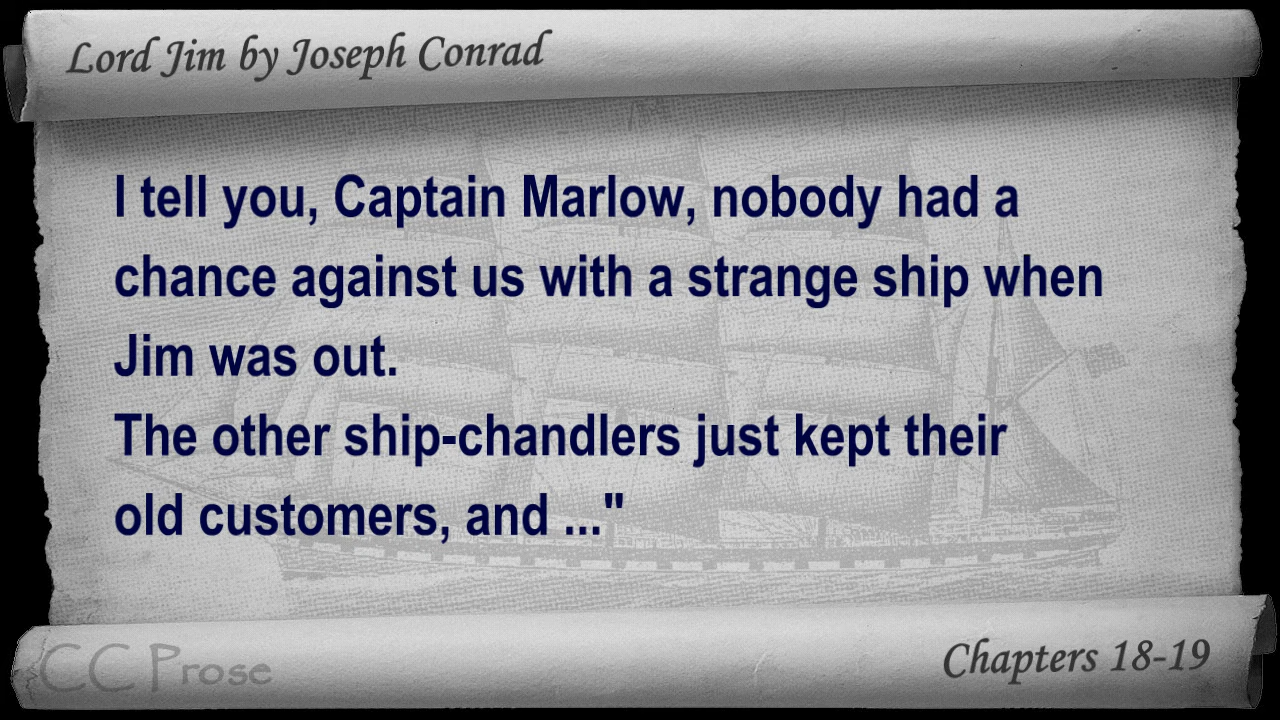 Lord Jim by Joseph Conrad
I tell you, Captain Marlow, nobody had a
chance against us with a strange ship when
Jim was out.
The other ship-chandlers just kept their
old customers, and ..."
CC Prose
Chapters 18-19